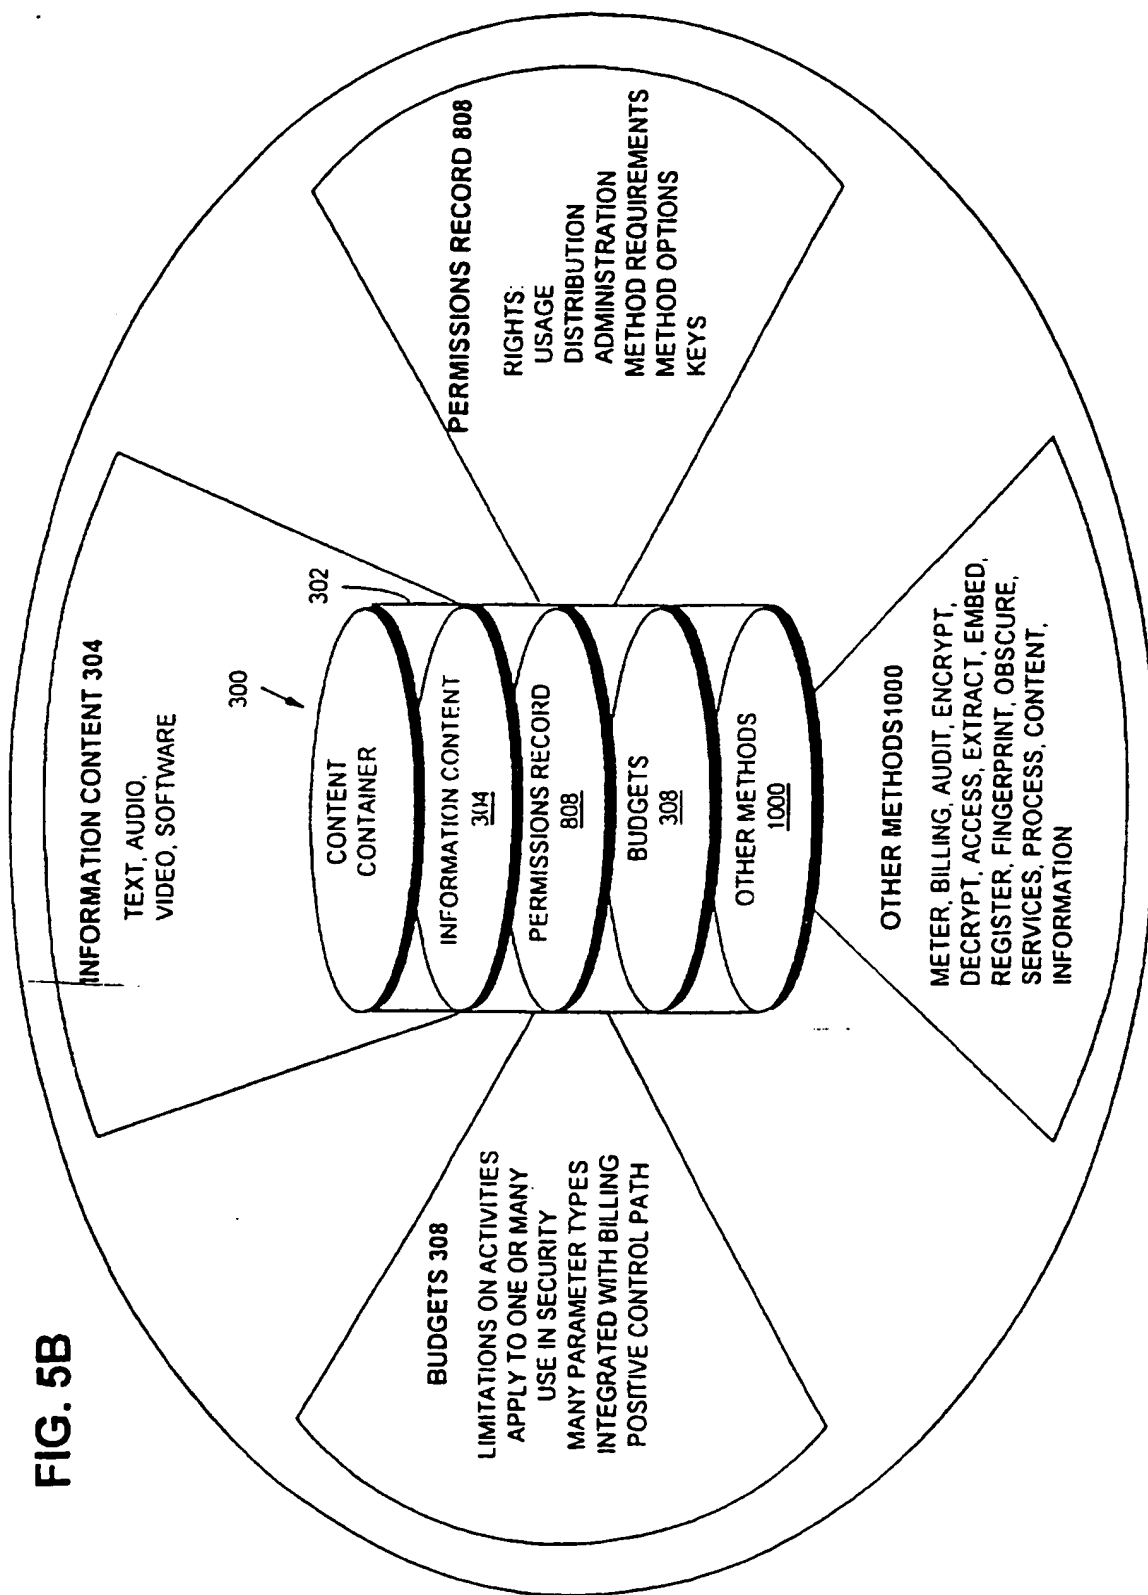 FIG. 5B
INFORMATION CONTENT 304
TEXT, AUDIO,
VIDEO, SOFTWARE
PERMISSIONS RECORD 808
RIGHTS:
USAGE
DISTRIBUTION
ADMINISTRATION
METHOD REQUIREMENTS
METHOD OPTIONS
KEYS
300
302
CONTENT
CONTAINER
INFORMATION CONTENT
304
PERMISSIONS RECORD
808
BUDGETS
308
OTHER METHODS
1000
BUDGETS 308
LIMITATIONS ON ACTIVITIES
APPLY TO ONE OR MANY
USE IN SECURITY
MANY PARAMETER TYPES
INTEGRATED WITH BILLING
POSITIVE CONTROL PATH
OTHER METHODS1000
METER, BILLING, AUDIT, ENCRYPT,
DECRYPT, ACCESS, EXTRACT, EMBED,
REGISTER, FINGERPRINT, OBSCURE,
SERVICES, PROCESS, CONTENT,
INFORMATION